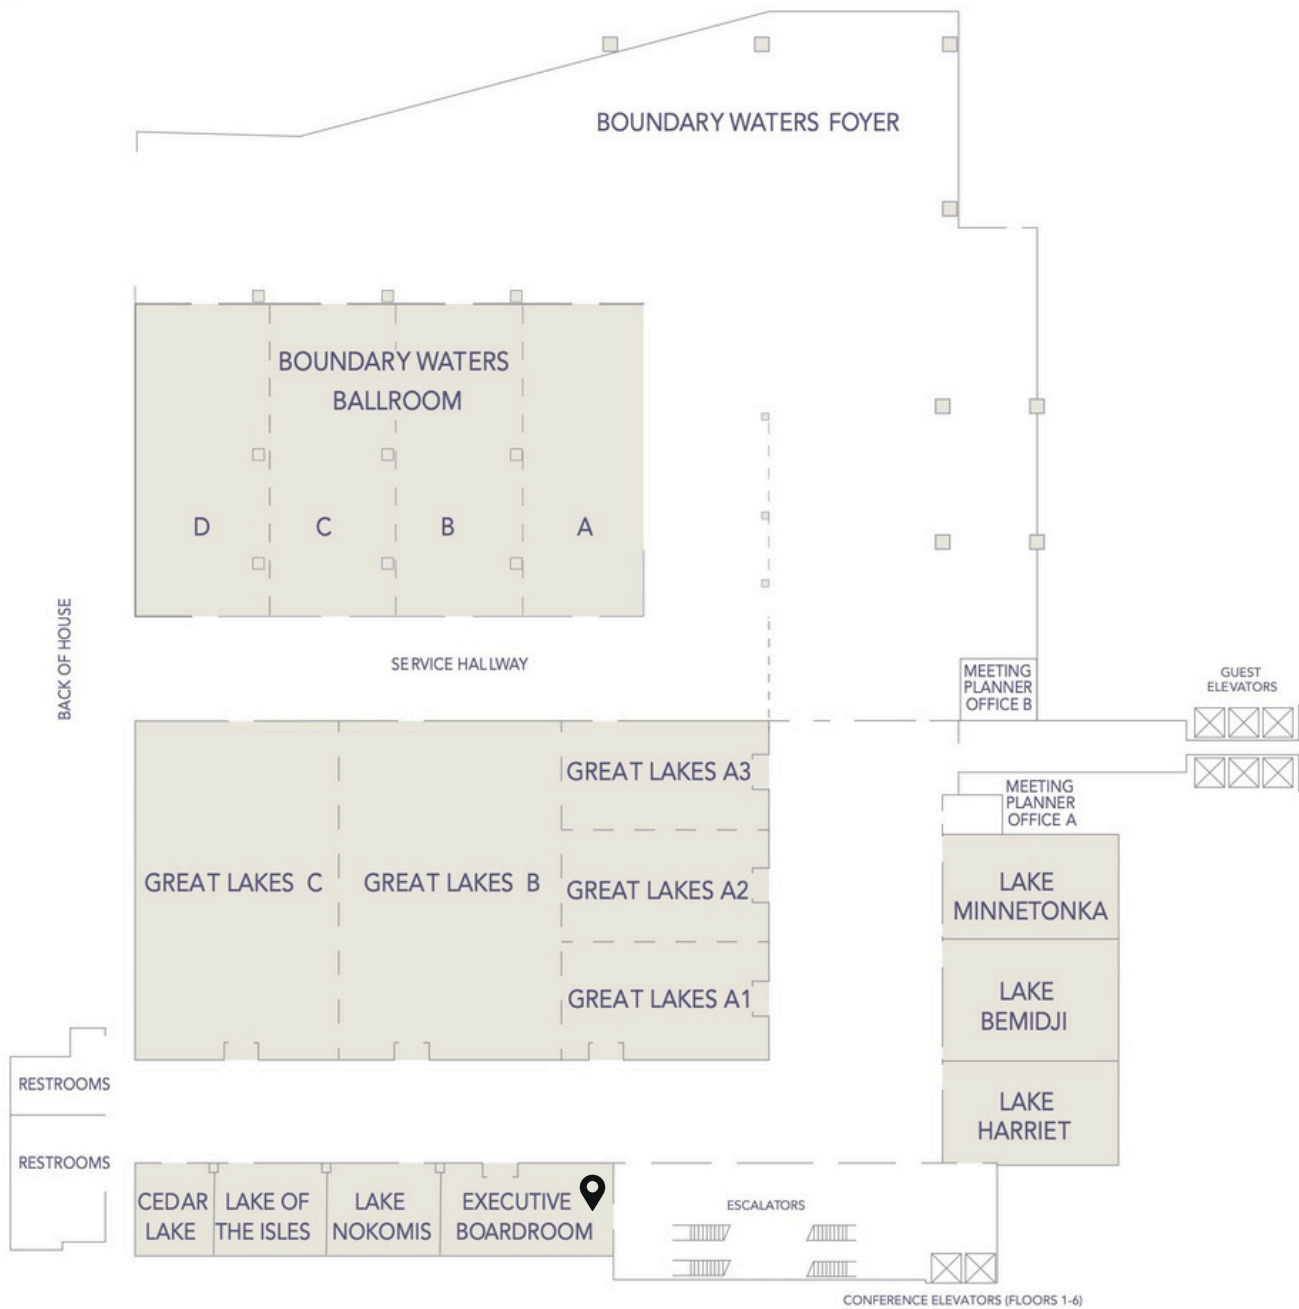 BOUNDARY WATERS FOYER
BOUNDARY WATERS
BALLROOM
D
C
B
A
BACK OF HOUSE
SERVICE HALLWAY
MEETING
PLANNER
OFFICE B
GUEST
ELEVATORS
GREAT LAKES A3
MEETING
PLANNER
OFFICE A
GREAT LAKES C
GREAT LAKES B
GREAT LAKES A2
LAKE
MINNETONKA
GREAT LAKES A1
LAKE
BEMIDJI
RESTROOMS
LAKE
HARRIET
RESTROOMS
CEDAR
LAKE
LAKE OF
THE ISLES
LAKE
NOKOMIS
EXECUTIVE
BOARDROOM
ESCALATORS
CONFERENCE ELEVATORS (FLOORS 1-6)